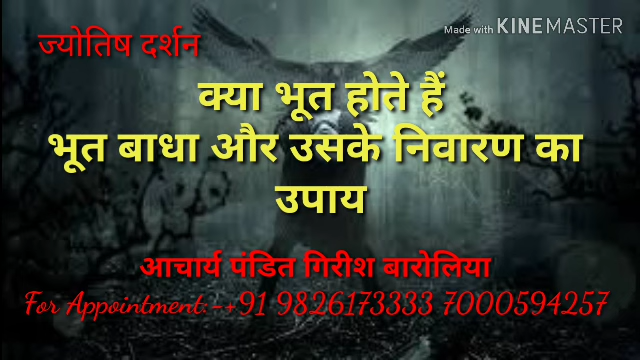 Made with KINEMASTER
ज्योतिष दर्शन
क्या भूत होते हैं
भूत बाधा और उसके निवारण का
उपाय
आचार्य पंडित गिरीश बारोलिया
For Appointment:-+91 9826173333 7000594257